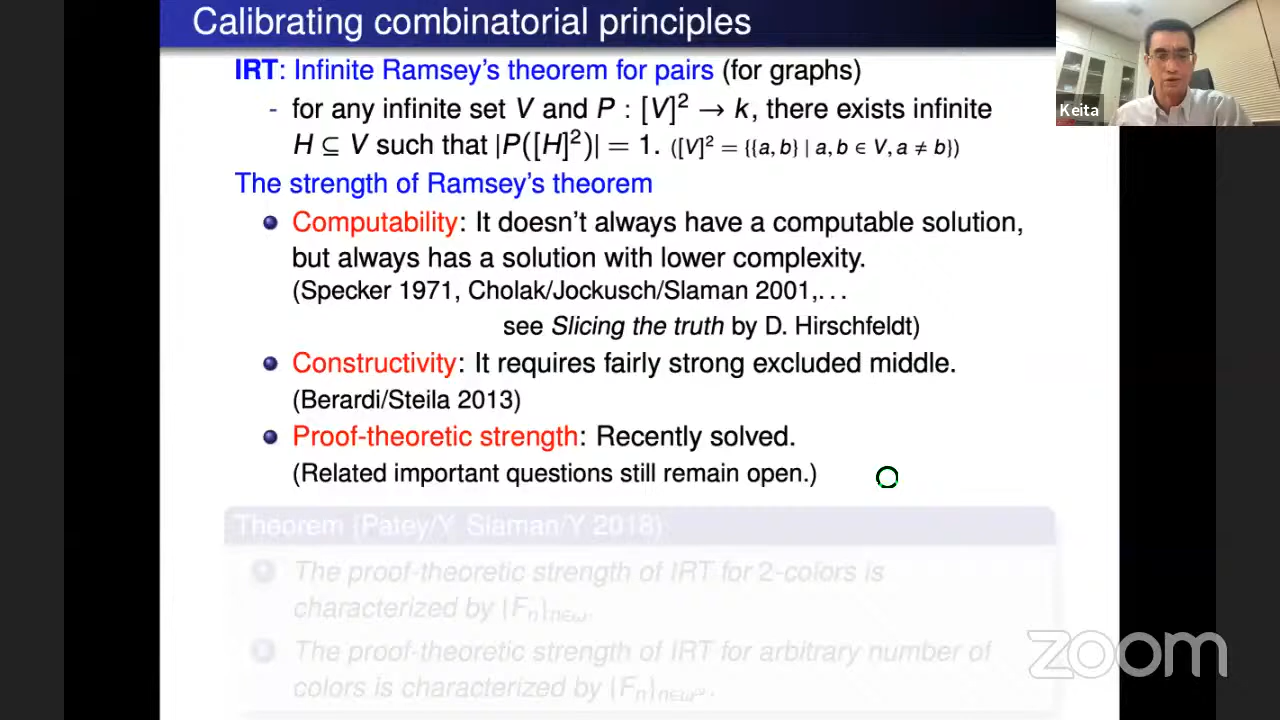 Calibrating combinatorial principles
Keita
IRT: Infinite Ramsey's theorem for pairs (for graphs)
- for any infinite set V and P : [V]² → k, there exists infinite
H ⊆ V such that |P([H]²)| = 1. ([V]² = {{a, b} | a, b ∈ V, a ≠ b})
The strength of Ramsey's theorem
Computability: It doesn't always have a computable solution,
but always has a solution with lower complexity.
(Specker 1971, Cholak/Jockusch/Slaman 2001,...
see Slicing the truth by D. Hirschfeldt)
Constructivity: It requires fairly strong excluded middle.
(Berardi/Steila 2013)
Proof-theoretic strength: Recently solved.
(Related important questions still remain open.)
Theorem (Patey/Y, Slaman/Y 2018)
The proof-theoretic strength of IRT for 2-colors is
characterized by |Fₙ|ₙ∈ω.
The proof-theoretic strength of IRT for arbitrary number of
colors is characterized by
zoom